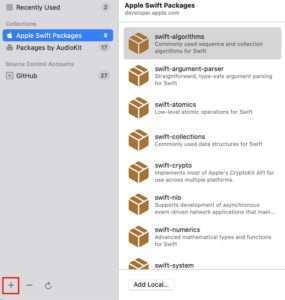 Recently Used 2
Collections
Apple Swift Packages 9
Packages by AudioKit 17
Source Control Accounts
GitHub 27
Apple Swift Packages
developer.apple.com
swift-algorithms
Commonly used sequence and collection
algorithms for Swift
swift-argument-parser
Straightforward, type-safe argument parsing
for Swift
swift-atomics
Low-level atomic operations for Swift
swift-collections
Commonly used data structures for Swift
swift-crypto
Implements most of Apple's CryptoKit API for
use across multiple platforms.
swift-nio
Supports development of asynchronous
event-driven network applications that main...
swift-numerics
Advanced mathematical types and functions
for Swift
swift-system
Add Local...